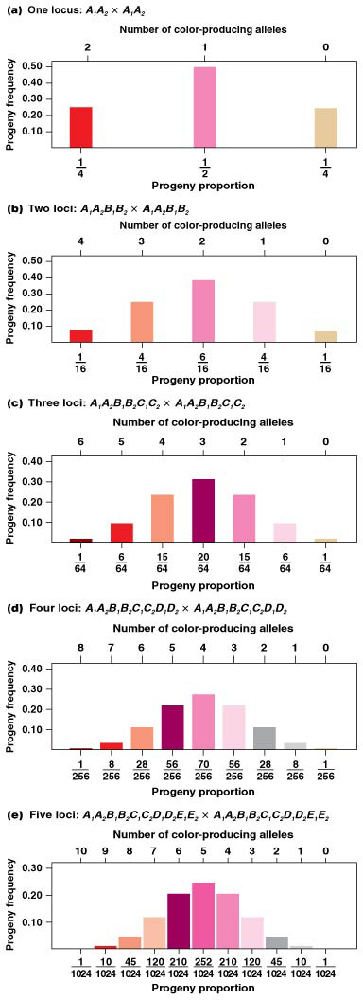 (a) One locus: A₁A₂ × A₁A₂
Number of color-producing alleles
2 1 0
Progeny frequency
0.50
0.40
0.30
0.20
0.10
1/4 1/2 1/4
Progeny proportion
(b) Two loci: A₁A₂B₁B₂ × A₁A₂B₁B₂
Number of color-producing alleles
4 3 2 1 0
Progeny frequency
0.50
0.40
0.30
0.20
0.10
1/16 4/16 6/16 4/16 1/16
Progeny proportion
(c) Three loci: A₁A₂B₁B₂C₁C₂ × A₁A₂B₁B₂C₁C₂
Number of color-producing alleles
6 5 4 3 2 1 0
Progeny frequency
0.40
0.30
0.20
0.10
1/64 6/64 15/64 20/64 15/64 6/64 1/64
Progeny proportion
(d) Four loci: A₁A₂B₁B₂C₁C₂D₁D₂ × A₁A₂B₁B₂C₁C₂D₁D₂
Number of color-producing alleles
8 7 6 5 4 3 2 1 0
Progeny frequency
0.40
0.30
0.20
0.10
1/256 8/256 28/256 56/256 70/256 56/256 28/256 8/256 1/256
Progeny proportion
(e) Five loci: A₁A₂B₁B₂C₁C₂D₁D₂E₁E₂ × A₁A₂B₁B₂C₁C₂D₁D₂E₁E₂
Number of color-producing alleles
10 9 8 7 6 5 4 3 2 1 0
Progeny frequency
0.30
0.20
0.10
1/1024 10/1024 45/1024 120/1024 210/1024 252/1024 210/1024 120/1024 45/1024 10/1024 1/1024
Progeny proportion